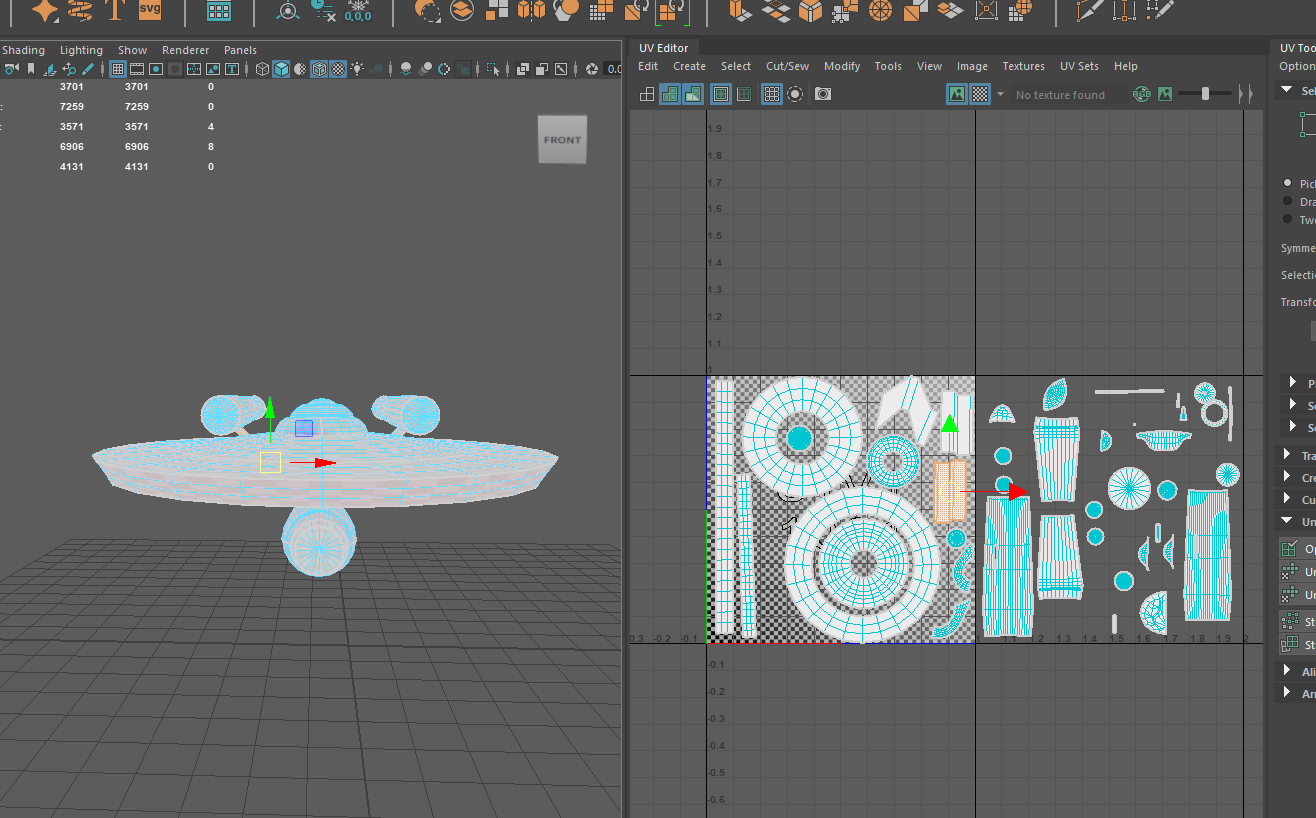 svg
0,0,0
Shading Lighting Show Renderer Panels
UV Editor
UV Too
Edit Create Select Cut/Sew Modify Tools View Image Textures UV Sets Help
Option
0.0
3701 3701 0
: 7259 7259 0
: 3571 3571 4
6906 6906 8
4131 4131 0
No texture found
RGB
Sel
FRONT
1.9
1.8
1.7
1.6
1.5
1.4
1.3
1.2
1.1
1
Pick
Dra
Two
Symme
Selectio
Transfo
Tra
Cre
Cu
Un
Op
Un
Un
St
St
Ali
Arr
0.3 -0.2 -0.1
1.1 1.2 1.3 1.4 1.5 1.6 1.7 1.8 1.9 2
-0.1
-0.2
-0.3
-0.4
-0.5
-0.6